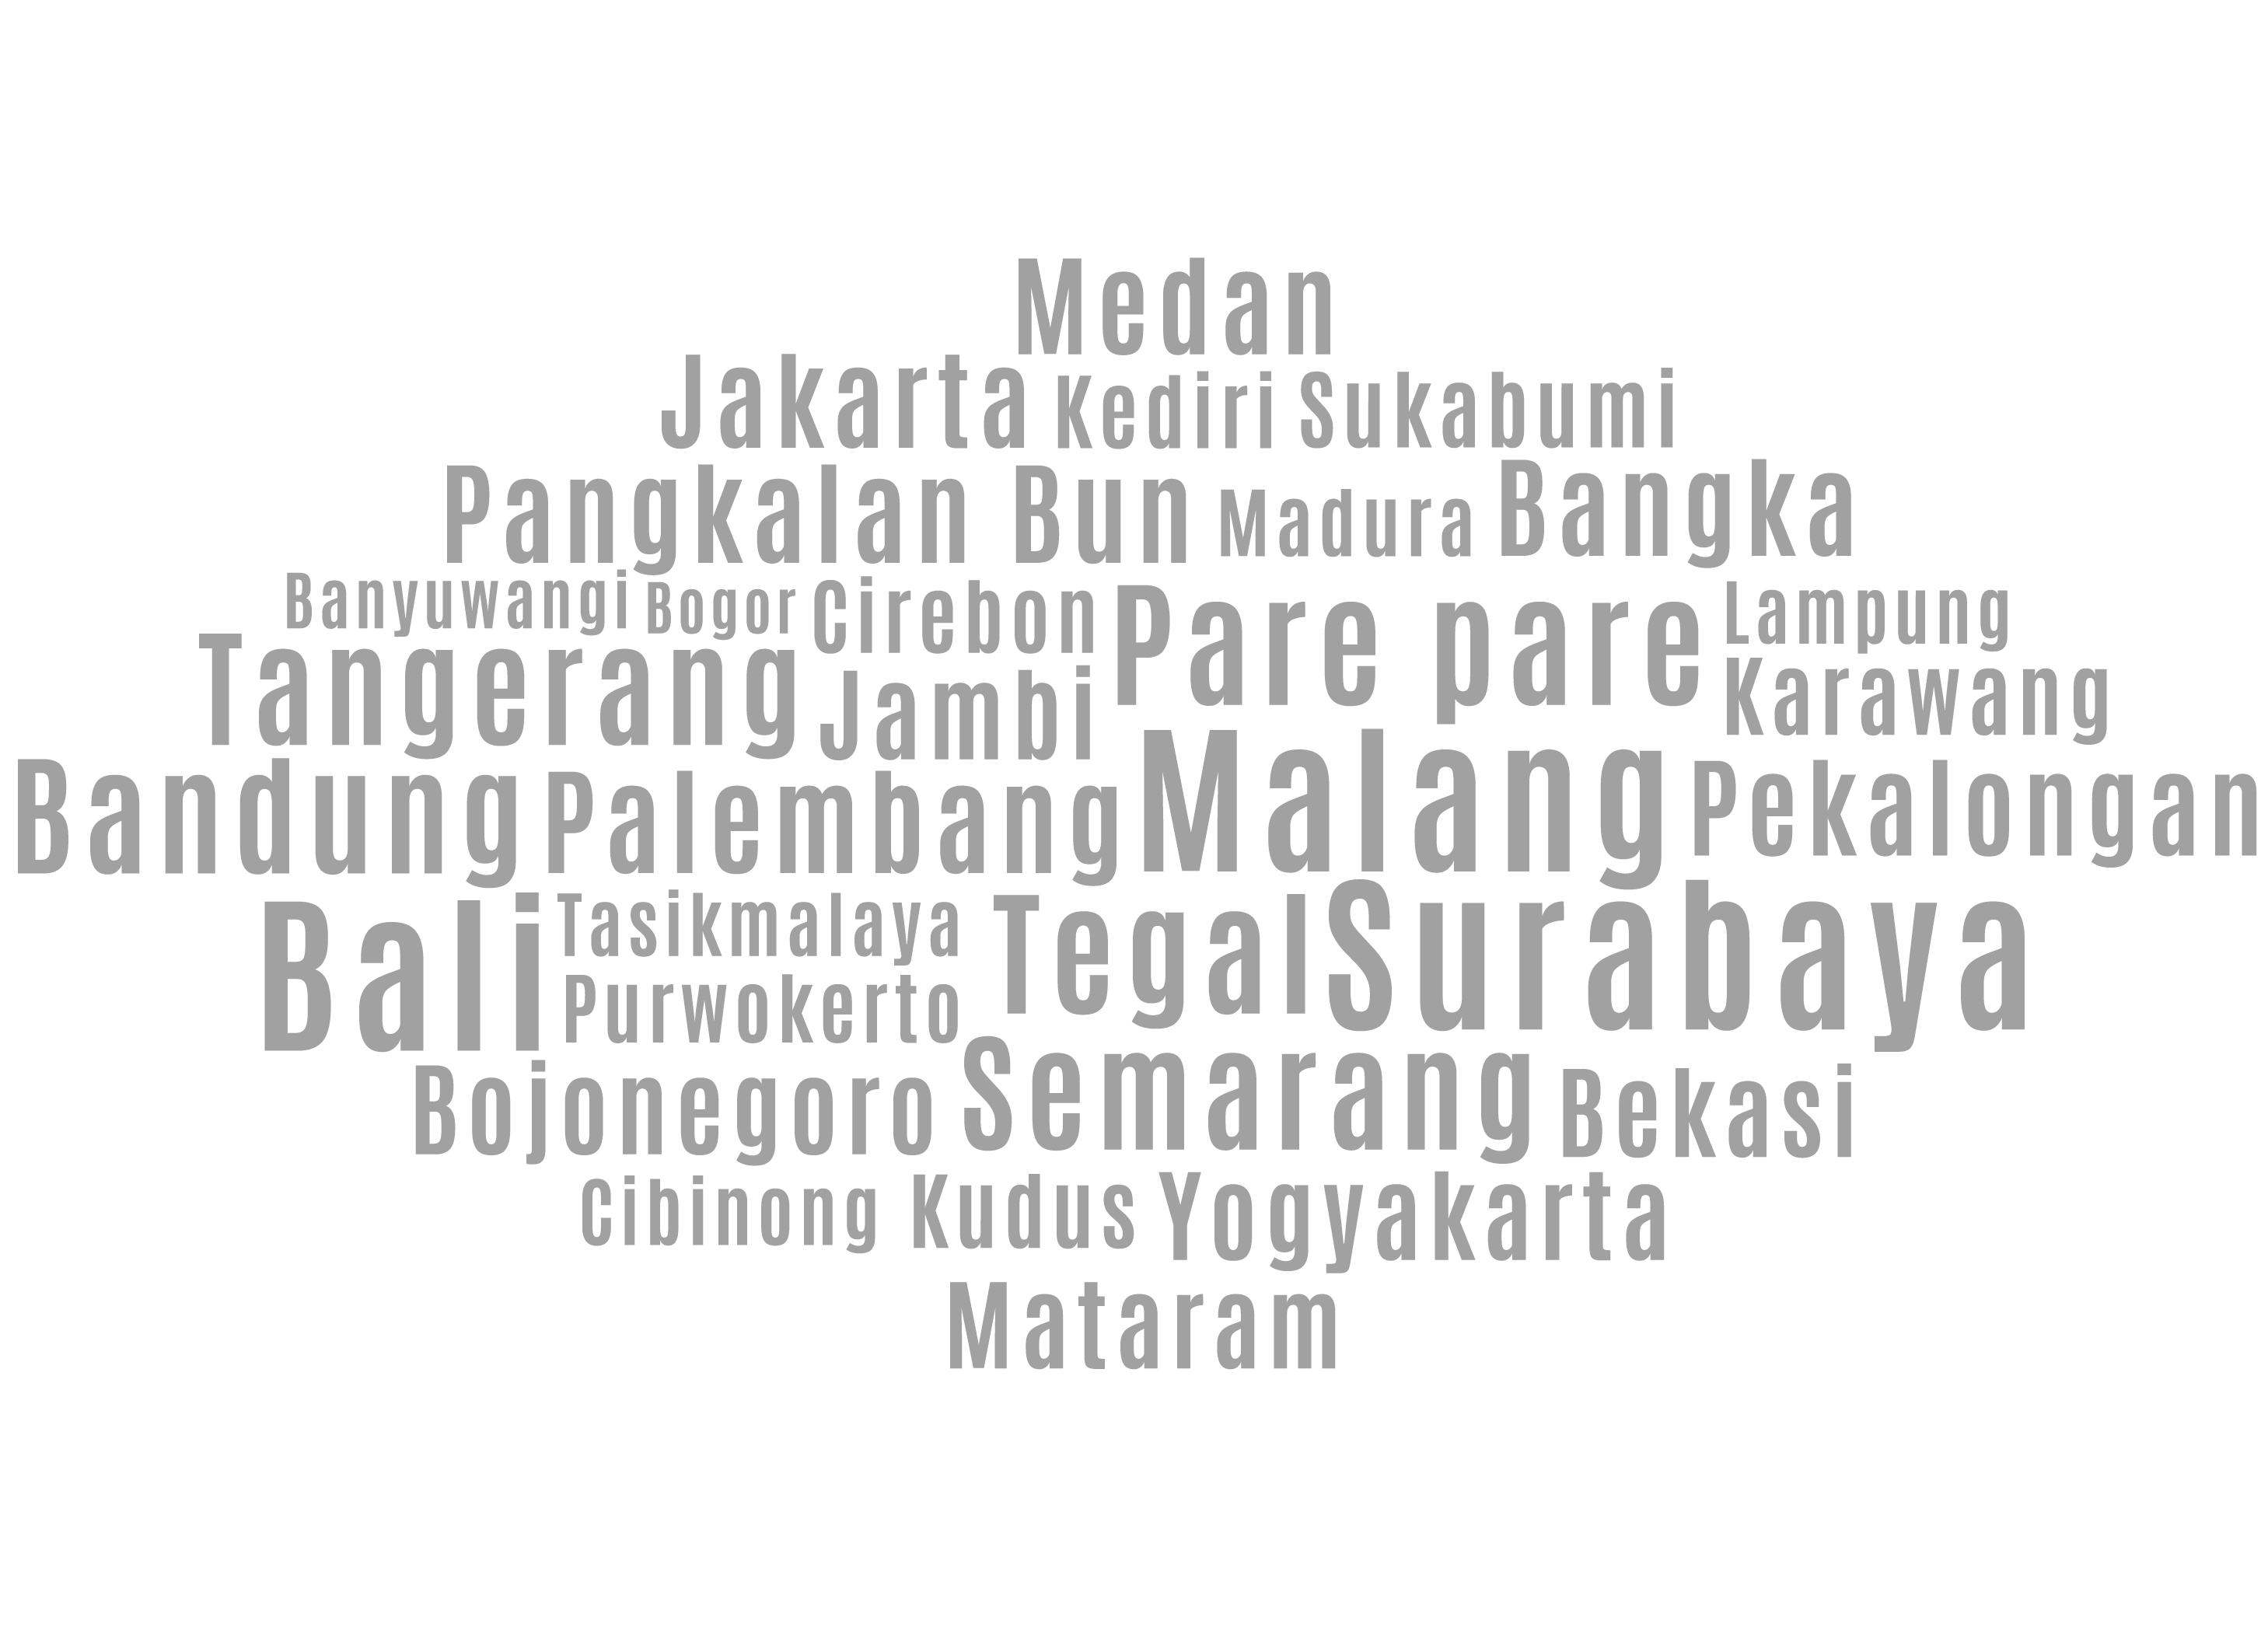 Medan
Jakarta Kediri Sukabumi
Pangkalan Bun Madura Bangka
Banyuwangi Bogor Cirebon Pare pare Lampung
Tangerang Jambi Karawang
Bandung Palembang Malang Pekalongan
Bali Tasikmalaya Tegal Surabaya
Purwokerto
Bojonegoro Semarang Bekasi
Cibinong Kudus Yogyakarta
Mataram